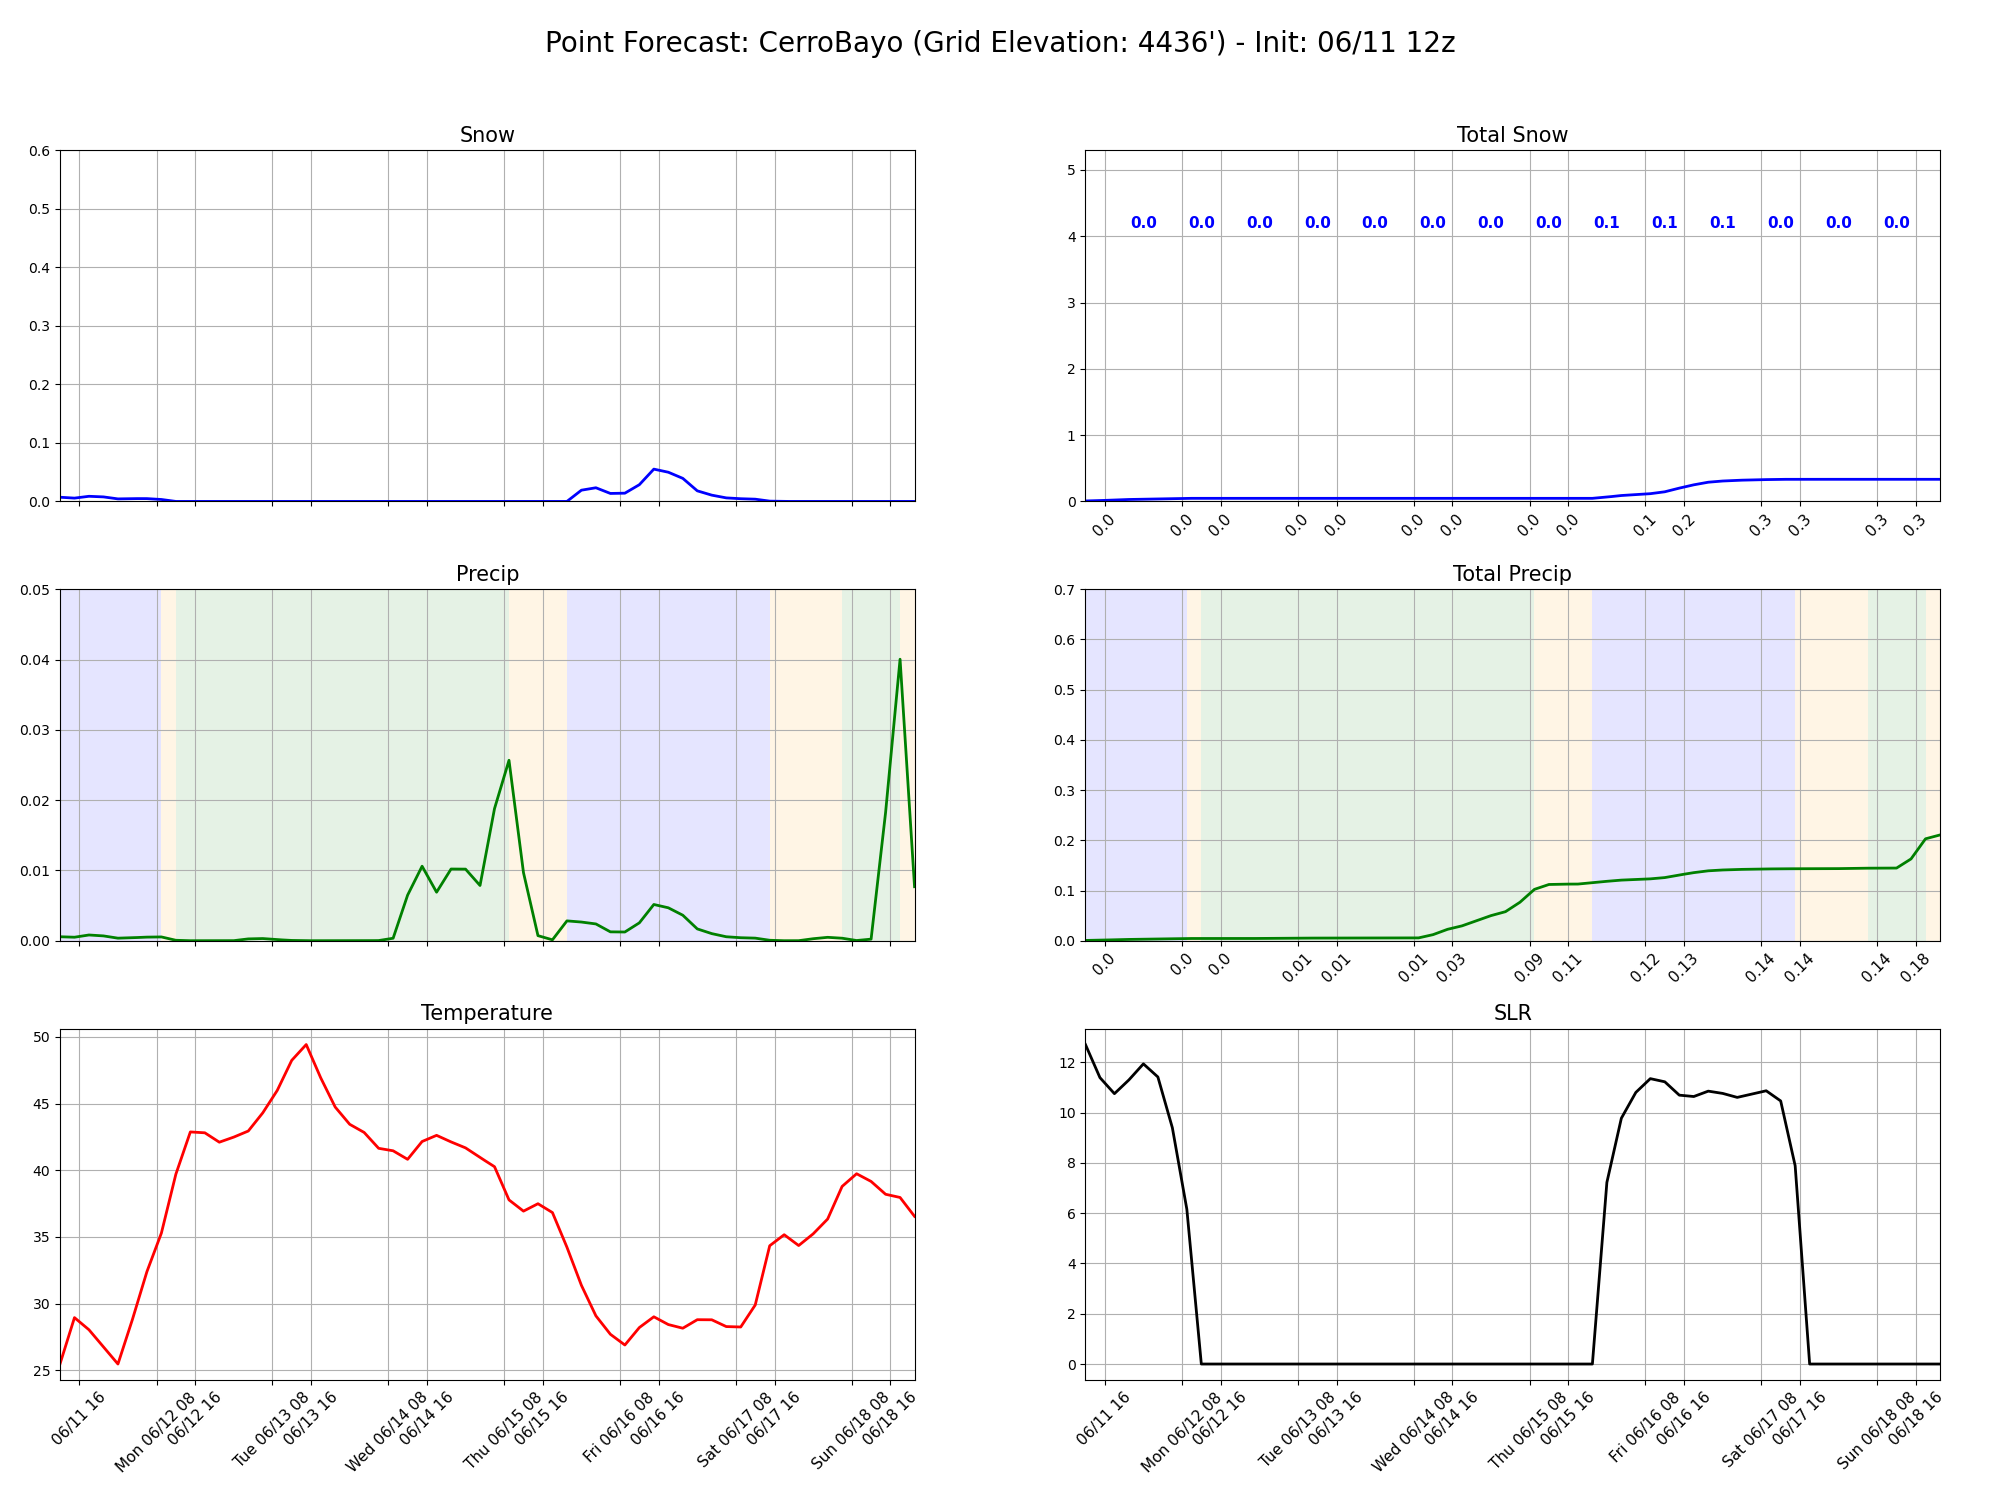 Point Forecast: CerroBayo (Grid Elevation: 4436') - Init: 06/11 12z
Snow
0.6
0.5
0.4
0.3
0.2
0.1
0.0
Total Snow
5
4
3
2
1
0
0.0 0.0 0.0 0.0 0.0 0.0 0.0 0.0 0.1 0.1 0.1 0.0 0.0 0.0
0.0 0.0 0.0 0.0 0.0 0.0 0.0 0.0 0.0 0.1 0.2 0.3 0.3 0.3 0.3
Precip
0.05
0.04
0.03
0.02
0.01
0.00
Total Precip
0.7
0.6
0.5
0.4
0.3
0.2
0.1
0.0
0.0 0.0 0.0 0.01 0.01 0.01 0.03 0.09 0.11 0.12 0.13 0.14 0.14 0.14 0.18
Temperature
50
45
40
35
30
25
06/11 16
Mon 06/12 08
06/12 16
Tue 06/13 08
06/13 16
Wed 06/14 08
06/14 16
Thu 06/15 08
06/15 16
Fri 06/16 08
06/16 16
Sat 06/17 08
06/17 16
Sun 06/18 08
06/18 16
SLR
12
10
8
6
4
2
0
06/11 16
Mon 06/12 08
06/12 16
Tue 06/13 08
06/13 16
Wed 06/14 08
06/14 16
Thu 06/15 08
06/15 16
Fri 06/16 08
06/16 16
Sat 06/17 08
06/17 16
Sun 06/18 08
06/18 16